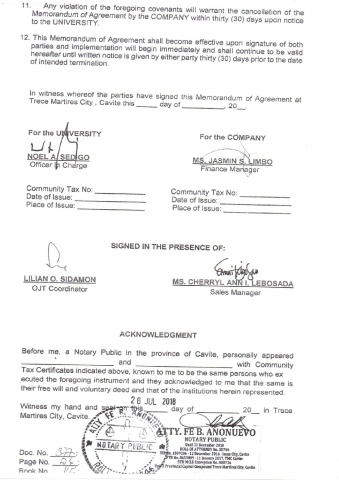 11. Any violation of the foregoing covenants will warrant the cancellation of the
Memorandum of Agreement by the COMPANY within thirty (30) days upon notice
to the UNIVERSITY.
12. This Memorandum of Agreement shall become effective upon signature of both
parties and implementation will begin immediately and shall continue to be valid
hereafter until written notice is given by either party thirty (30) days prior to the date
of intended termination.
In witness whereof the parties have signed this Memorandum of Agreement at
Trece Martires City , Cavite this _____ day of _________, 20__.
For the UNIVERSITY
For the COMPANY
NOEL A. SEDIGO
MS. JASMIN S. LIMBO
Officer in Charge
Finance Manager
Community Tax No: __________
Community Tax No: __________
Date of Issue: __________
Date of Issue: __________
Place of Issue: __________
Place of Issue: __________
SIGNED IN THE PRESENCE OF:
LILIAN O. SIDAMON
MS. CHERRYL ANN I. LEBOSADA
OJT Coordinator
Sales Manager
ACKNOWLEDGMENT
Before me, a Notary Public in the province of Cavite, personally appeared
__________ and __________ with Community
Tax Certificates indicated above, known to me to be the same persons who ex
ecuted the foregoing instrument and they acknowledged to me that the same is
their free will and voluntary deed and that of the institutions herein represented.
26 JUL 2018
Witness my hand and seal on this _____ day of _____ 20__ in Trece
Martires City, Cavite.
ATTY. FE B. ANONUEVO
NOTARY PUBLIC
Until 31 December 2018
NOTARY PUBLIC
Doc. No.
Page No.
Book No.